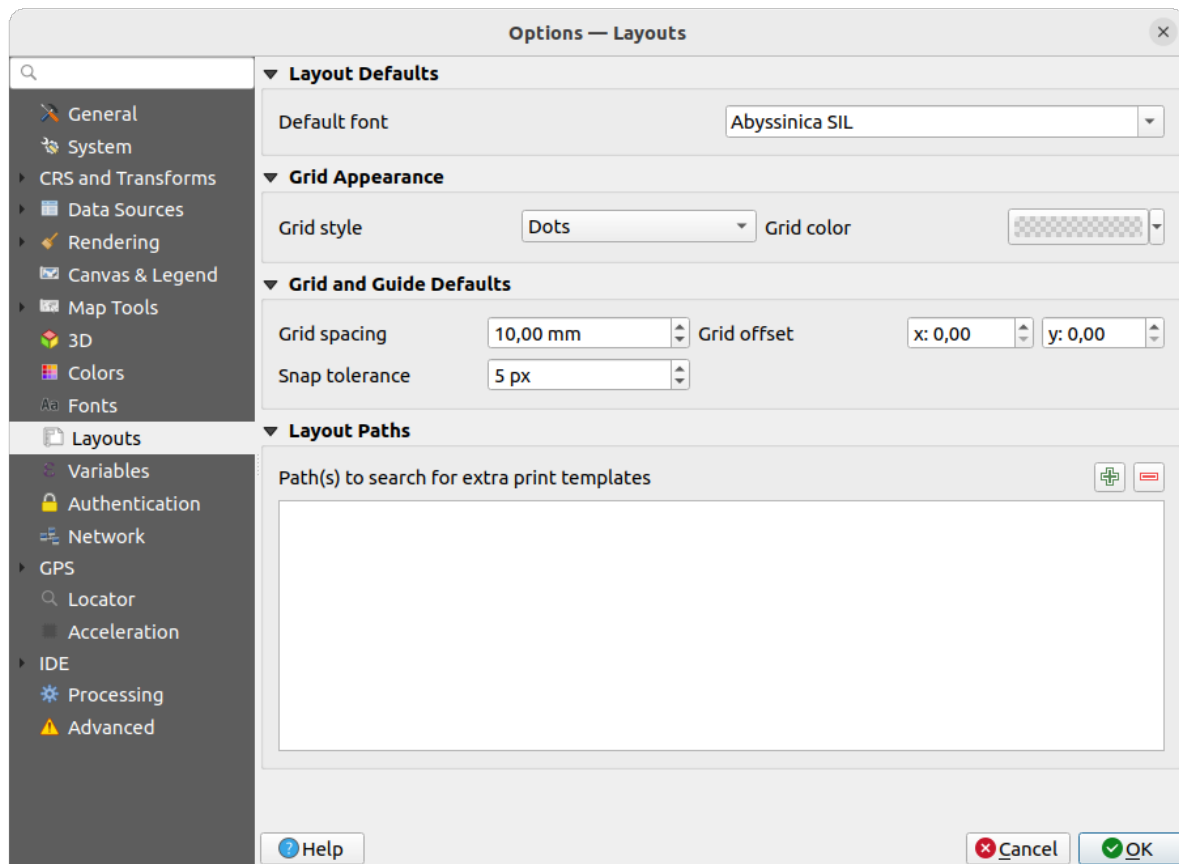 Options — Layouts
General
System
CRS and Transforms
Data Sources
Rendering
Canvas & Legend
Map Tools
3D
Colors
Aa Fonts
Layouts
Variables
Authentication
Network
GPS
Locator
Acceleration
IDE
Processing
Advanced
Layout Defaults
Default font Abyssinica SIL
Grid Appearance
Grid style Dots Grid color
Grid and Guide Defaults
Grid spacing 10,00 mm Grid offset x: 0,00 y: 0,00
Snap tolerance 5 px
Layout Paths
Path(s) to search for extra print templates
Help Cancel OK